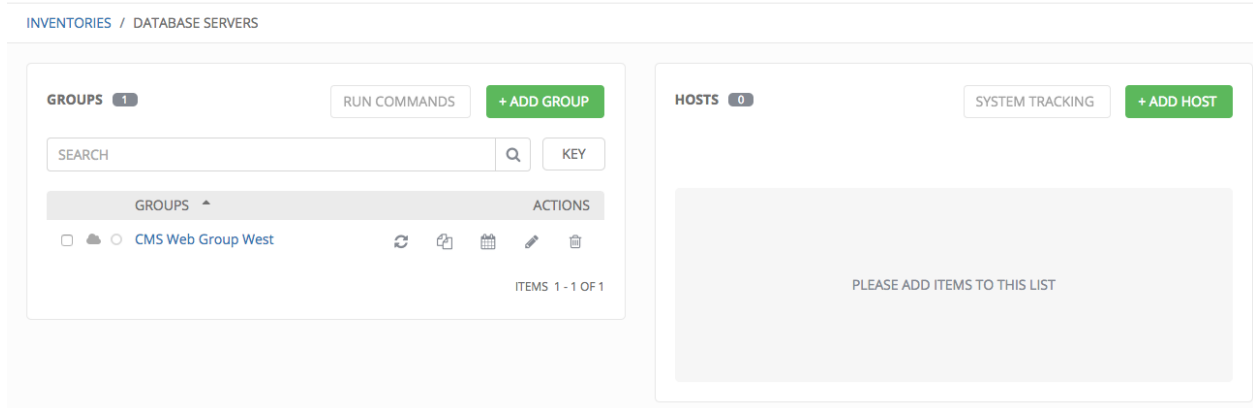 INVENTORIES / DATABASE SERVERS
GROUPS 1
RUN COMMANDS
+ ADD GROUP
SEARCH
KEY
GROUPS
ACTIONS
CMS Web Group West
ITEMS 1 - 1 OF 1
HOSTS 0
SYSTEM TRACKING
+ ADD HOST
PLEASE ADD ITEMS TO THIS LIST